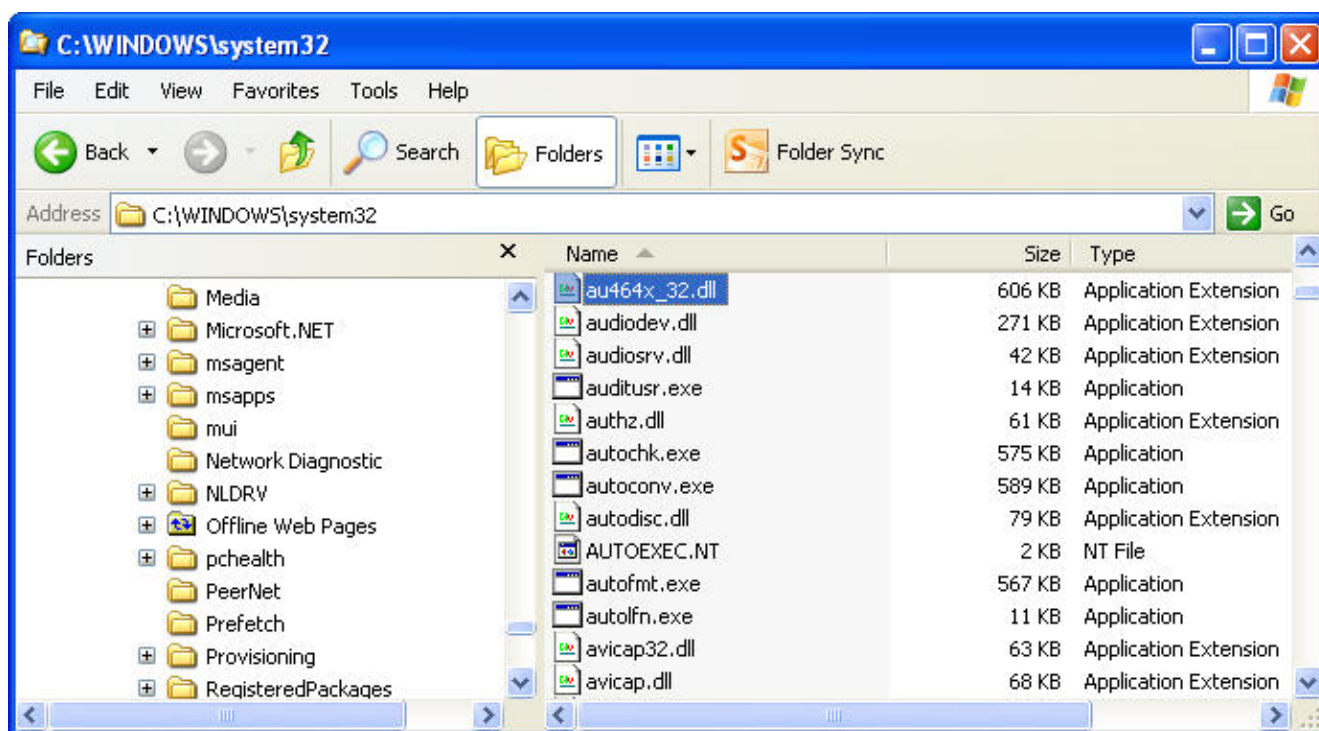 C:\WINDOWS\system32
File Edit View Favorites Tools Help
Back Search Folders Folder Sync
Address C:\WINDOWS\system32 Go
Folders
Media
Microsoft.NET
msagent
msapps
mui
Network Diagnostic
NLDRV
Offline Web Pages
pchealth
PeerNet
Prefetch
Provisioning
RegisteredPackages
Name Size Type
au464x_32.dll 606 KB Application Extension
audiodev.dll 271 KB Application Extension
audiosrv.dll 42 KB Application Extension
auditusr.exe 14 KB Application
authz.dll 61 KB Application Extension
autochk.exe 575 KB Application
autoconv.exe 589 KB Application
autodisc.dll 79 KB Application Extension
AUTOEXEC.NT 2 KB NT File
autofmt.exe 567 KB Application
autolfn.exe 11 KB Application
avicap32.dll 63 KB Application Extension
avicap.dll 68 KB Application Extension